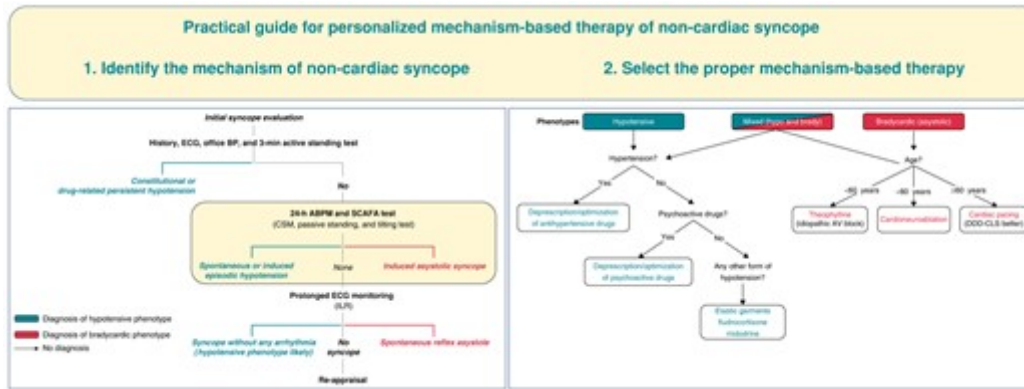 Practical guide for personalized mechanism-based therapy of non-cardiac syncope
1. Identify the mechanism of non-cardiac syncope
2. Select the proper mechanism-based therapy
Initial syncope evaluation
History, ECG, office BP, and 3-min active standing test
Constitutional or
drug-related persistent hypotension
No
24-h ABPM and SCAFA test
(CSM, passive standing, and tilting test)
Spontaneous or induced
episodic hypotension
None
Induced asystolic syncope
Prolonged ECG monitoring
(ILR)
Syncope without any arrhythmia
(hypotensive phenotype likely)
No
syncope
Spontaneous reflex asystole
Re-appraisal
Diagnosis of hypotensive phenotype
Diagnosis of bradycardic phenotype
No diagnosis
Phenotypes
Hypotensive
Mixed (hypo and brady)
Bradycardic (asystolic)
Hypertension?
Age?
Yes
No
years
years
years
Deprescription/optimization
of antihypertensive drugs
Psychoactive drugs?
Theophylline
(idiopathic AV block)
Cardioneuroablation
Cardiac pacing
(DDD-CLS better)
Yes
No
Deprescription/optimization
of psychoactive drugs
Any other form of
hypotension?
Elastic garments
fludrocortisone
midodrine